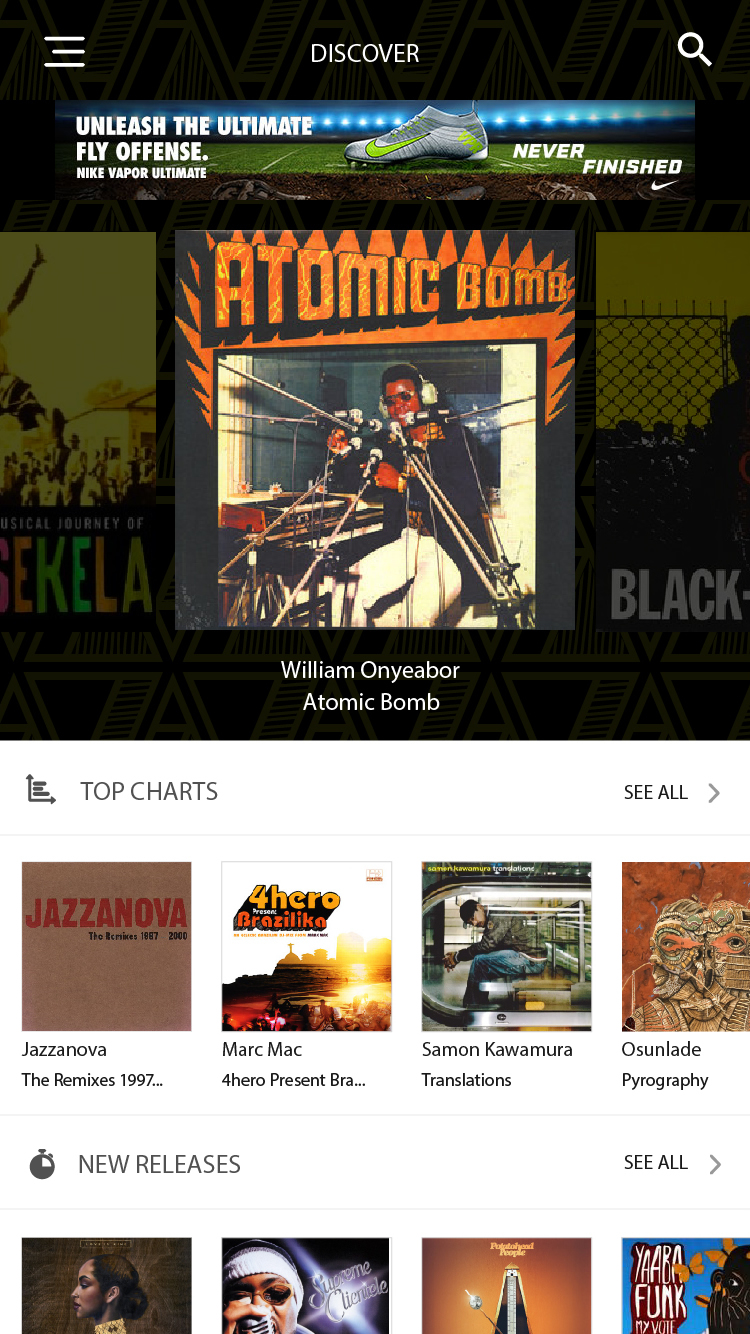 DISCOVER
UNLEASH THE ULTIMATE
FLY OFFENSE.
NIKE VAPOR ULTIMATE
NEVER
FINISHED
ATOMIC BOMB
USICAL JOURNEY OF
SEKELA
BLACK-
William Onyeabor
Atomic Bomb
TOP CHARTS
SEE ALL
JAZZANOVA
The Remixes 1997 - 2000
4hero
Present
Brazilika
samon.kawamura translations
Jazzanova
The Remixes 1997...
Marc Mac
4hero Present Bra...
Samon Kawamura
Translations
Osunlade
Pyrography
NEW RELEASES
SEE ALL
Supreme
Clientele
Potatohead
People
YAABA
FUNK
MY VOTE